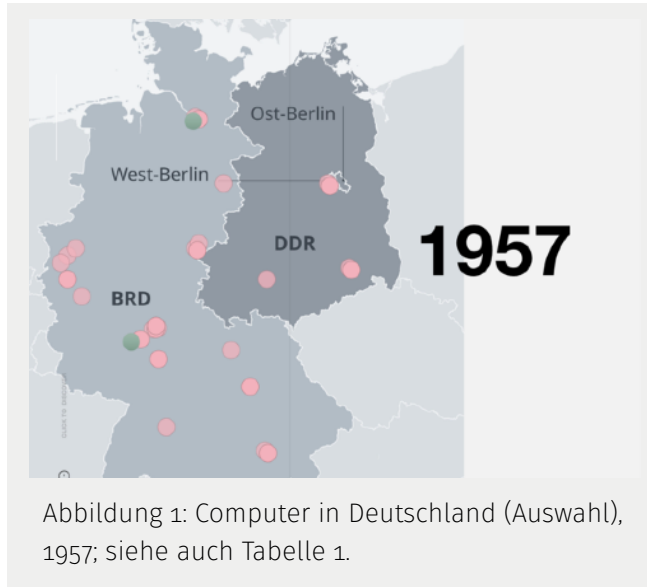 Ost-Berlin
West-Berlin
DDR
1957
BRD
Abbildung 1: Computer in Deutschland (Auswahl),
1957; siehe auch Tabelle 1.